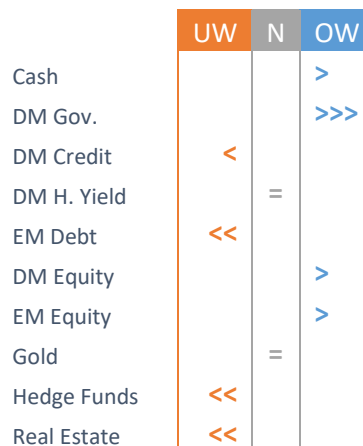 UW N OW
Cash >
DM Gov. >>>
DM Credit <
DM H. Yield =
EM Debt <<
DM Equity >
EM Equity >
Gold =
Hedge Funds <<
Real Estate <<